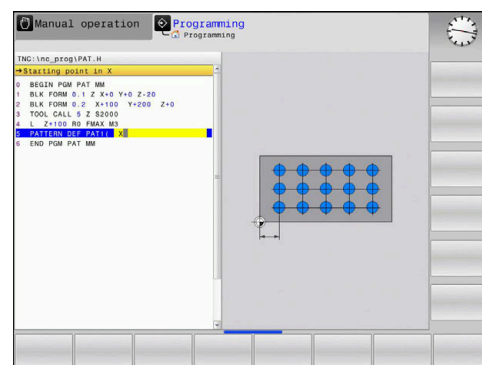 Manual operation
Programming
Programming
TNC:\nc_prog\PAT.H
→Starting point in X
0 BEGIN PGM PAT MM
1 BLK FORM 0.1 Z X+0 Y+0 Z-20
2 BLK FORM 0.2 X+100 Y+200 Z+0
3 TOOL CALL 5 Z S2000
4 L Z+100 R0 FMAX M3
5 PATTERN DEF PAT1( X
6 END PGM PAT MM